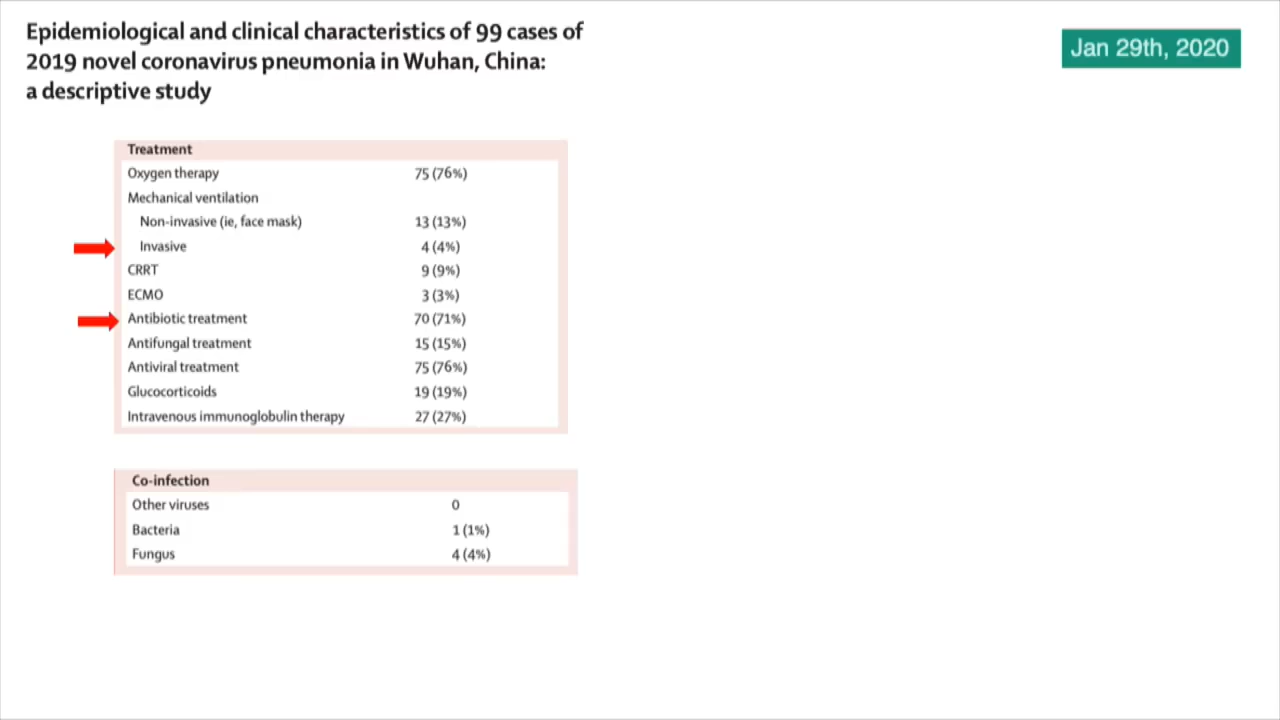 Epidemiological and clinical characteristics of 99 cases of
2019 novel coronavirus pneumonia in Wuhan, China:
a descriptive study
Jan 29th, 2020
Treatment
Oxygen therapy 75 (76%)
Mechanical ventilation
Non-invasive (ie, face mask) 13 (13%)
Invasive 4 (4%)
CRRT 9 (9%)
ECMO 3 (3%)
Antibiotic treatment 70 (71%)
Antifungal treatment 15 (15%)
Antiviral treatment 75 (76%)
Glucocorticoids 19 (19%)
Intravenous immunoglobulin therapy 27 (27%)
Co-infection
Other viruses 0
Bacteria 1 (1%)
Fungus 4 (4%)